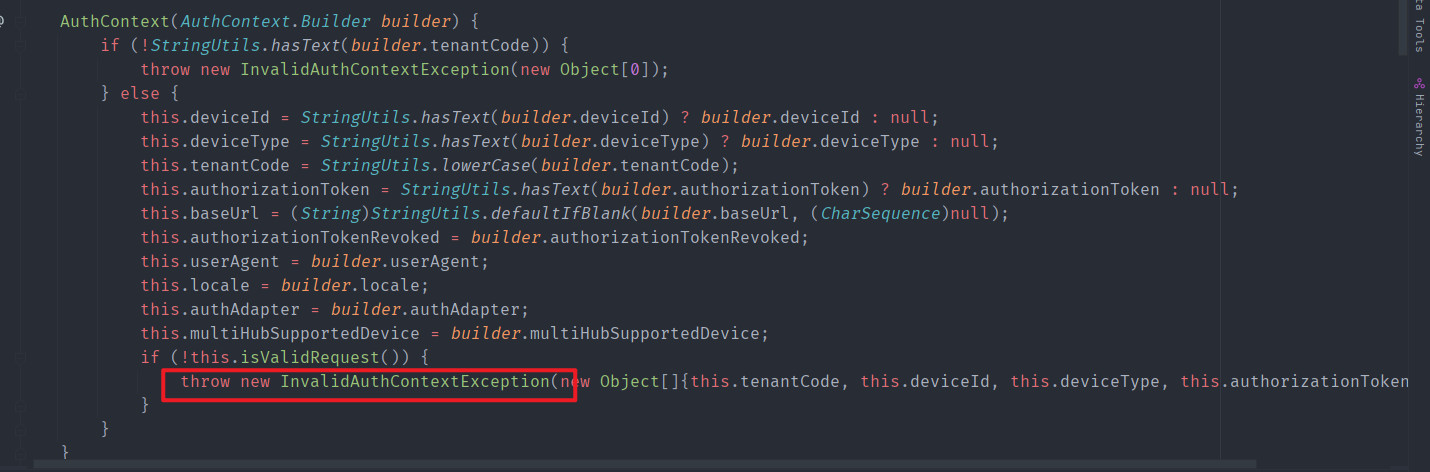 AuthContext(AuthContext.Builder builder) {
if (!StringUtils.hasText(builder.tenantCode)) {
throw new InvalidAuthContextException(new Object[0]);
} else {
this.deviceId = StringUtils.hasText(builder.deviceId) ? builder.deviceId : null;
this.deviceType = StringUtils.hasText(builder.deviceType) ? builder.deviceType : null;
this.tenantCode = StringUtils.lowerCase(builder.tenantCode);
this.authorizationToken = StringUtils.hasText(builder.authorizationToken) ? builder.authorizationToken : null;
this.baseUrl = (String)StringUtils.defaultIfBlank(builder.baseUrl, (CharSequence)null);
this.authorizationTokenRevoked = builder.authorizationTokenRevoked;
this.userAgent = builder.userAgent;
this.locale = builder.locale;
this.authAdapter = builder.authAdapter;
this.multiHubSupportedDevice = builder.multiHubSupportedDevice;
if (!this.isValidRequest()) {
throw new InvalidAuthContextException(new Object[]{this.tenantCode, this.deviceId, this.deviceType, this.authorizationToken
}
}
}
ta Tools
Hierarchy